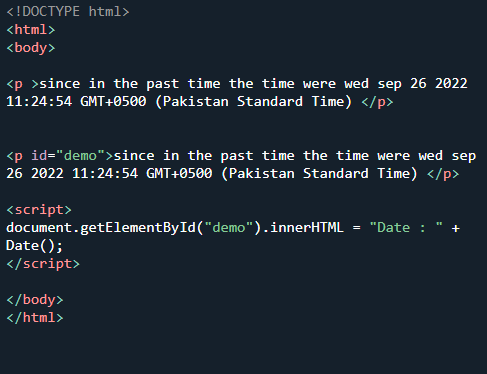 <!DOCTYPE html>
<html>
<body>
<p >since in the past time the time were wed sep 26 2022
11:24:54 GMT+0500 (Pakistan Standard Time) </p>
<p id="demo">since in the past time the time were wed sep
26 2022 11:24:54 GMT+0500 (Pakistan Standard Time) </p>
<script>
document.getElementById("demo").innerHTML = "Date : " +
Date();
</script>
</body>
</html>